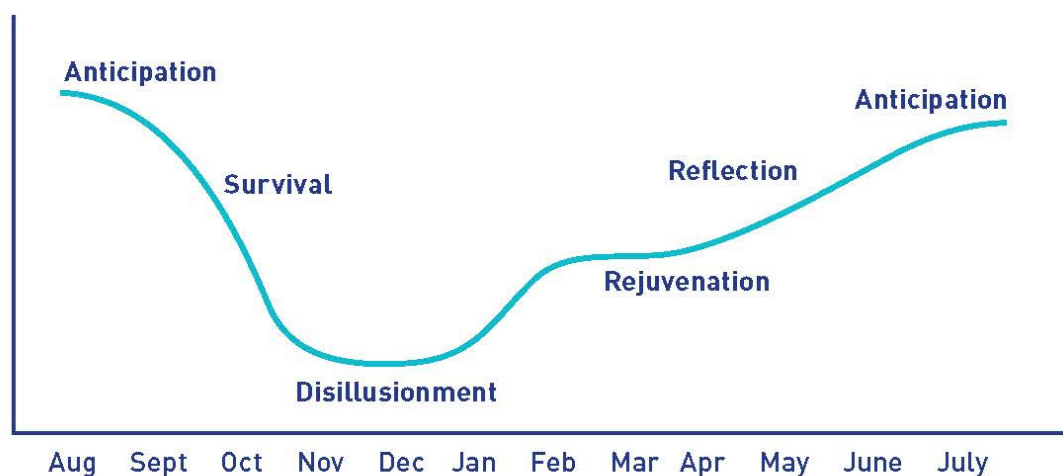 Anticipation
Anticipation
Survival
Reflection
Rejuvenation
Disillusionment
Aug Sept Oct Nov Dec Jan Feb Mar Apr May June July